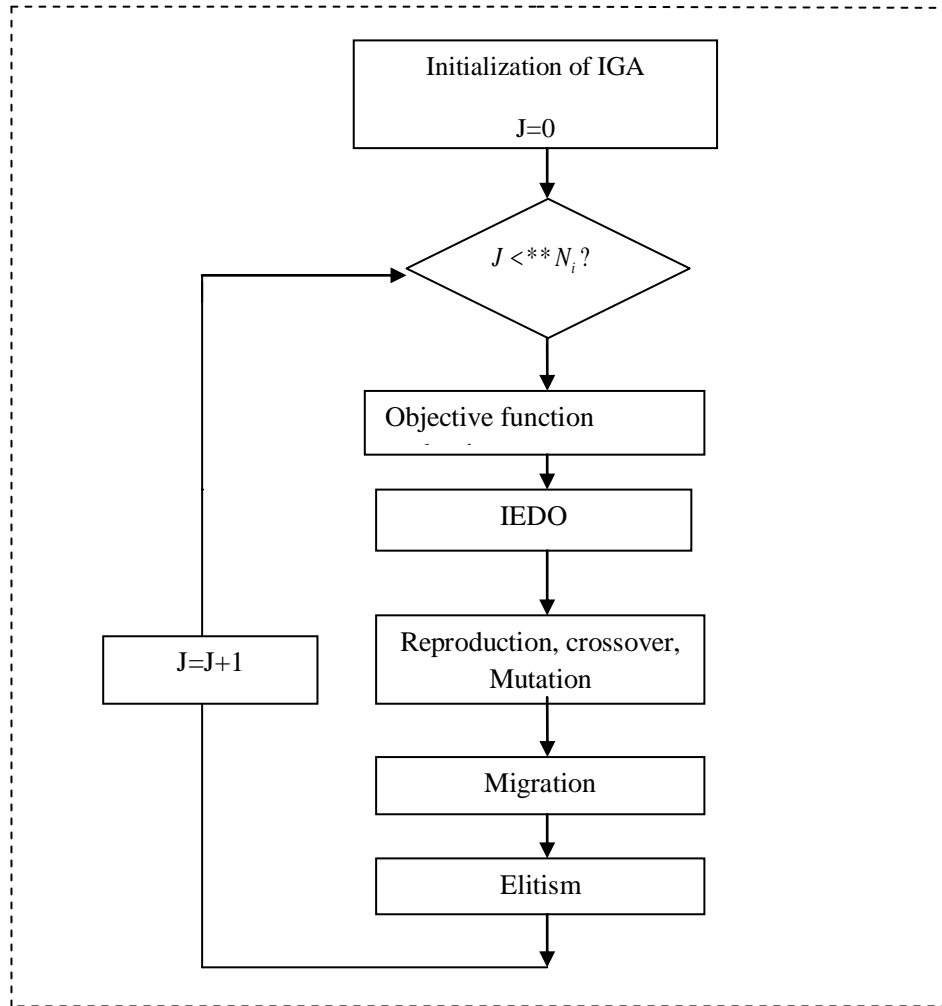 Initialization of IGA
J=0
J <** N_i ?
Objective function
IEDO
Reproduction, crossover,
Mutation
J=J+1
Migration
Elitism